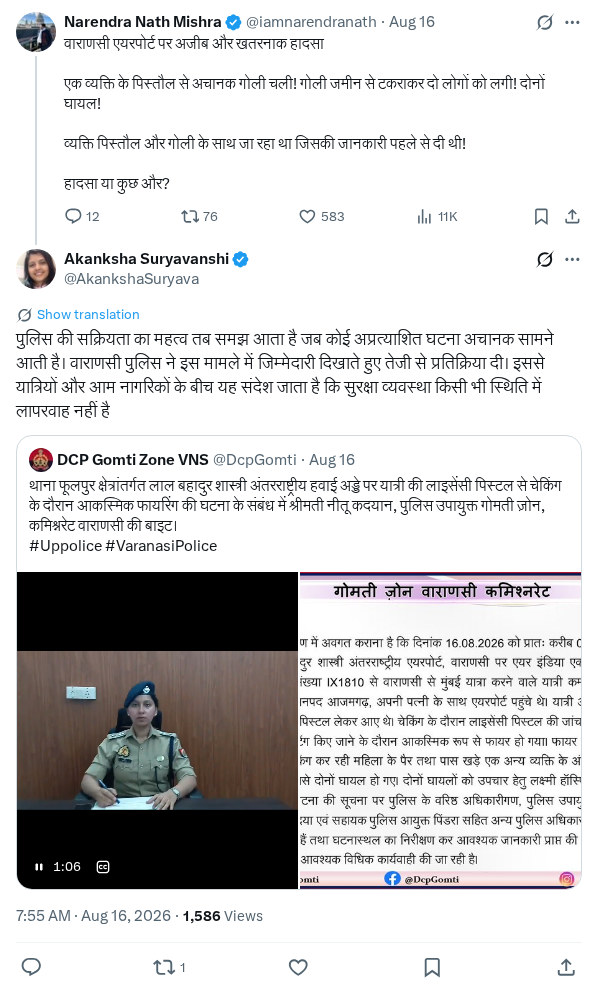 Narendra Nath Mishra @iamnarendranath · Aug 16
वाराणसी एयरपोर्ट पर अजीब और खतरनाक हादसा
एक व्यक्ति के पिस्तौल से अचानक गोली चली! गोली जमीन से टकराकर दो लोगों को लगी! दोनों
घायल!
व्यक्ति पिस्तौल और गोली के साथ जा रहा था जिसकी जानकारी पहले से दी थी!
हादसा या कुछ और?
12 76 583 11K
Akanksha Suryavanshi
@AkankshaSuryava
Show translation
पुलिस की सक्रियता का महत्व तब समझ आता है जब कोई अप्रत्याशित घटना अचानक सामने
आती है। वाराणसी पुलिस ने इस मामले में जिम्मेदारी दिखाते हुए तेजी से प्रतिक्रिया दी। इससे
यात्रियों और आम नागरिकों के बीच यह संदेश जाता है कि सुरक्षा व्यवस्था किसी भी स्थिति में
लापरवाह नहीं है
DCP Gomti Zone VNS @DcpGomti · Aug 16
थाना फूलपुर क्षेत्रांतर्गत लाल बहादुर शास्त्री अंतरराष्ट्रीय हवाई अड्डे पर यात्री की लाइसेंसी पिस्टल से चेकिंग
के दौरान आकस्मिक फायरिंग की घटना के संबंध में श्रीमती नीतू कदयान, पुलिस उपायुक्त गोमती ज़ोन,
कमिश्नरेट वाराणसी की बाइट।
#Uppolice #VaranasiPolice
गोमती ज़ोन वाराणसी कमिश्नरेट
में अवगत कराना है कि दिनांक 16.08.2026 को प्रातः करीब
शास्त्री अंतरराष्ट्रीय एयरपोर्ट, वाराणसी पर एयर इंडिया
IX1810 से वाराणसी से मुंबई यात्रा करने वाले यात्री
आजमगढ़, अपनी पत्नी के साथ एयरपोर्ट पहुंचे थे। यात्री
पिस्टल लेकर आए थे। चेकिंग के दौरान लाइसेंसी पिस्टल की जांच
किए जाने के दौरान आकस्मिक रूप से फायर हो गया। फायर
कर रही महिला के पैर तथा पास खड़े एक अन्य व्यक्ति के
दोनों घायल हो गए। दोनों घायलों को उपचार हेतु लक्ष्मी
की सूचना पर पुलिस के वरिष्ठ अधिकारीगण, पुलिस
एवं सहायक पुलिस आयुक्त पिंडरा सहित अन्य पुलिस
हैं तथा घटनास्थल का निरीक्षण कर आवश्यक जानकारी प्राप्त की
आवश्यक विधिक कार्यवाही की जा रही है।
1:06 CC
@DcpGomti
7:55 AM · Aug 16, 2026 · 1,586 Views
1